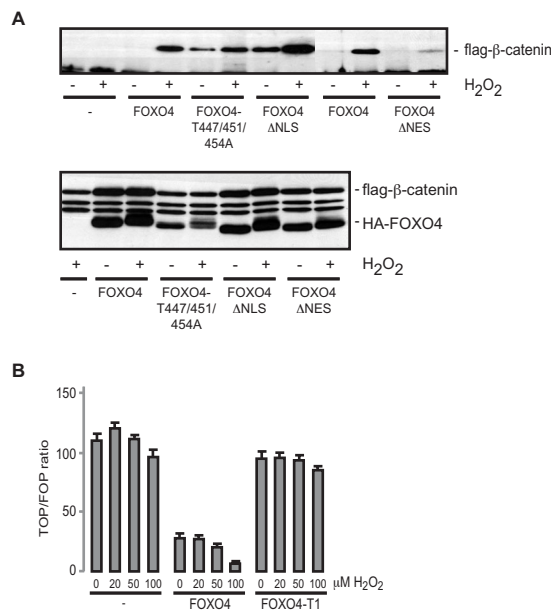 A
- flag-β-catenin
- + - + - + - + - + - + H2O2
- FOXO4 FOXO4- FOXO4 FOXO4 FOXO4
T447/451/ ΔNLS ΔNES
454A
-flag-β-catenin
-HA-FOXO4
+ - + - + - + - + H2O2
- FOXO4 FOXO4- FOXO4 FOXO4
T447/451/ ΔNLS ΔNES
454A
B
150
100
50
0
TOP/FOP ratio
0 20 50 100 0 20 50 100 0 20 50 100 μM H2O2
- FOXO4 FOXO4-T1